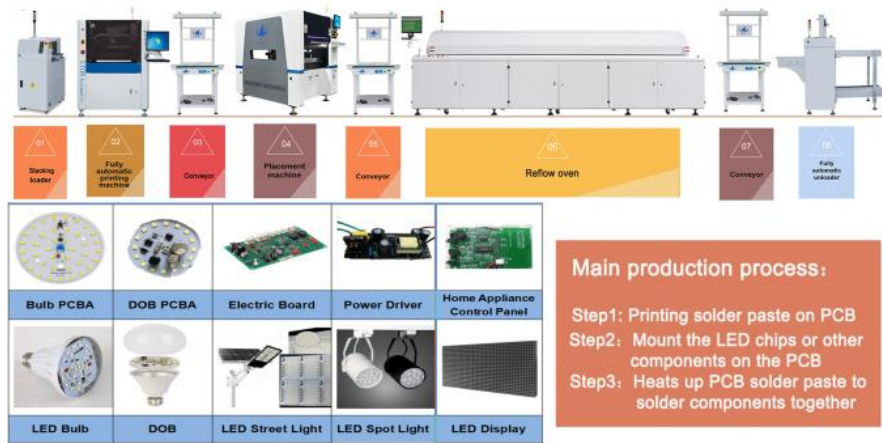 01
Stacking
loader
02
Fully
automatic
printing
machine
03
Conveyor
04
Placement
machine
05
Conveyor
06
Reflow oven
07
Conveyor
08
Fully
automatic
unloader
Bulb PCBA
DOB PCBA
Electric Board
Power Driver
Home Appliance
Control Panel
LED Bulb
DOB
LED Street Light
LED Spot Light
LED Display
Main production process:
Step1: Printing solder paste on PCB
Step2: Mount the LED chips or other
components on the PCB
Step3: Heats up PCB solder paste to
solder components together